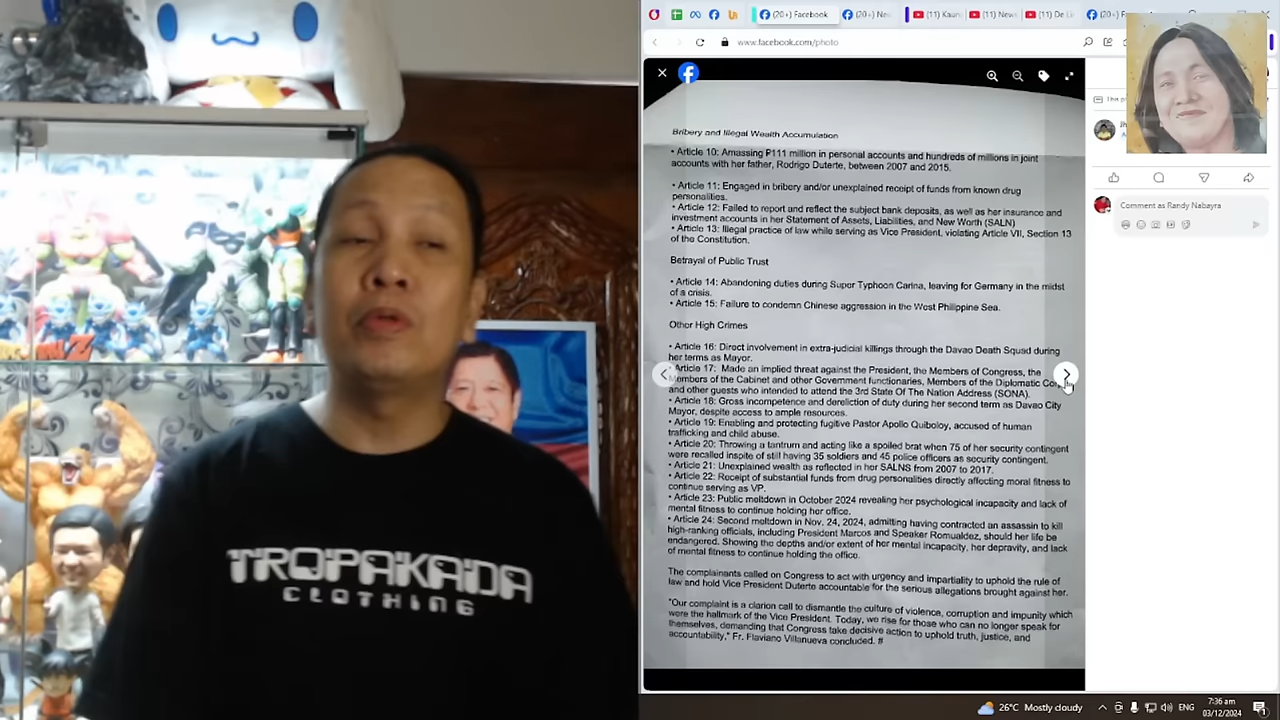 TROPAKADA
CLOTHING
(20+) Facebook
(11) News
www.facebook.com/photo
Bribery and Illegal Wealth Accumulation
• Article 10: Amassing ₱111 million in personal accounts and hundreds of millions in joint
accounts with her father, Rodrigo Duterte, between 2007 and 2015.
• Article 11: Engaged in bribery and/or unexplained receipt of funds from known drug
personalities.
• Article 12: Failed to report and reflect the subject bank deposits, as well as her insurance and
investment accounts in her Statement of Assets, Liabilities, and New Worth (SALN)
• Article 13: Illegal practice of law while serving as Vice President, violating Article VII, Section 13
of the Constitution.
Betrayal of Public Trust
• Article 14: Abandoning duties during Super Typhoon Carina, leaving for Germany in the midst
of a crisis.
• Article 15: Failure to condemn Chinese aggression in the West Philippine Sea.
Other High Crimes
• Article 16: Direct involvement in extra-judicial killings through the Davao Death Squad during
her terms as Mayor.
• Article 17: Made an implied threat against the President, the Members of Congress, the
Members of the Cabinet and other Government functionaries, Members of the Diplomatic
and other guests who intended to attend the 3rd State Of The Nation Address (SONA).
• Article 18: Gross incompetence and dereliction of duty during her second term as Davao City
Mayor, despite access to ample resources.
• Article 19: Enabling and protecting fugitive Pastor Apollo Quiboloy, accused of human
trafficking and child abuse.
• Article 20: Throwing a tantrum and acting like a spoiled brat when 75 of her security contingent
were recalled inspite of still having 35 soldiers and 45 police officers as security contingent.
• Article 21: Unexplained wealth as reflected in her SALNS from 2007 to 2017.
• Article 22: Receipt of substantial funds from drug personalities directly affecting moral fitness to
continue serving as VP.
• Article 23: Public meltdown in October 2024 revealing her psychological incapacity and lack of
mental fitness to continue holding her office.
• Article 24: Second meltdown in Nov. 24, 2024, admitting having contracted an assassin to kill
high-ranking officials, including President Marcos and Speaker Romualdez, should her life be
endangered. Showing the depths and/or extent of her mental incapacity, her depravity, and lack
of mental fitness to continue holding the office.
The complainants called on Congress to act with urgency and impartiality to uphold the rule of
law and hold Vice President Duterte accountable for the serious allegations brought against her.
"Our complaint is a clarion call to dismantle the culture of violence, corruption and impunity which
were the hallmark of the Vice President. Today, we rise for those who can no longer speak for
themselves, demanding that Congress take decisive action to uphold truth, justice, and
accountability," Fr. Flaviano Villanueva concluded. #
Comment as Randy Nabayra
26°C Mostly cloudy
ENG
7:36 am
03/12/2024